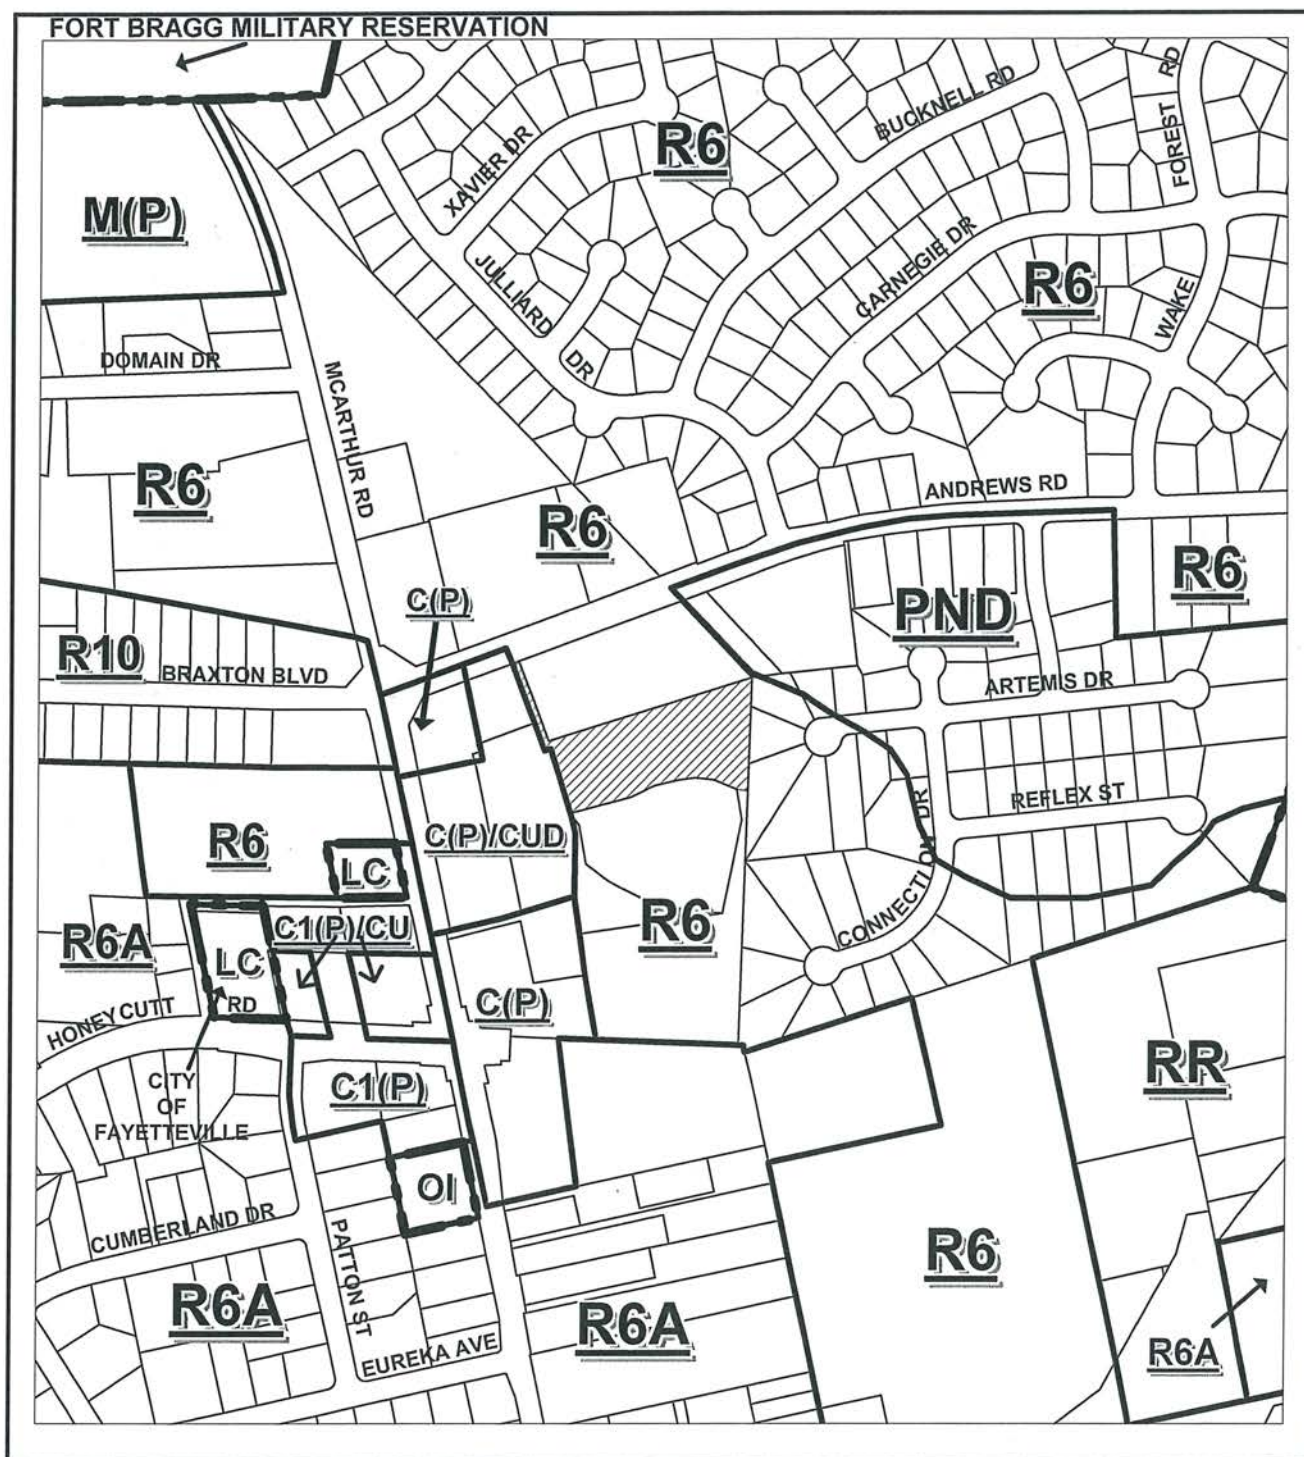 FORT BRAGG MILITARY RESERVATION
BUCKNELL RD
FOREST RD
XAVIER DR
R6
M(P)
CARNEGIE DR
JULLIARD DR
R6
WAKE
DOMAIN DR
MCARTHUR RD
R6
ANDREWS RD
R6
R6
C(P)
PND
R10
BRAXTON BLVD
ARTEMIS DR
REFLEX ST
C(P)/CUD
R6
LC
CONNECTION DR
R6
C1(P)/CU
R6A
LC
HONEYCUTT RD
C(P)
RR
CITY
OF
FAYETTEVILLE
C1(P)
OI
CUMBERLAND DR
PATTON ST
R6
R6A
R6A
R6A
EUREKA AVE